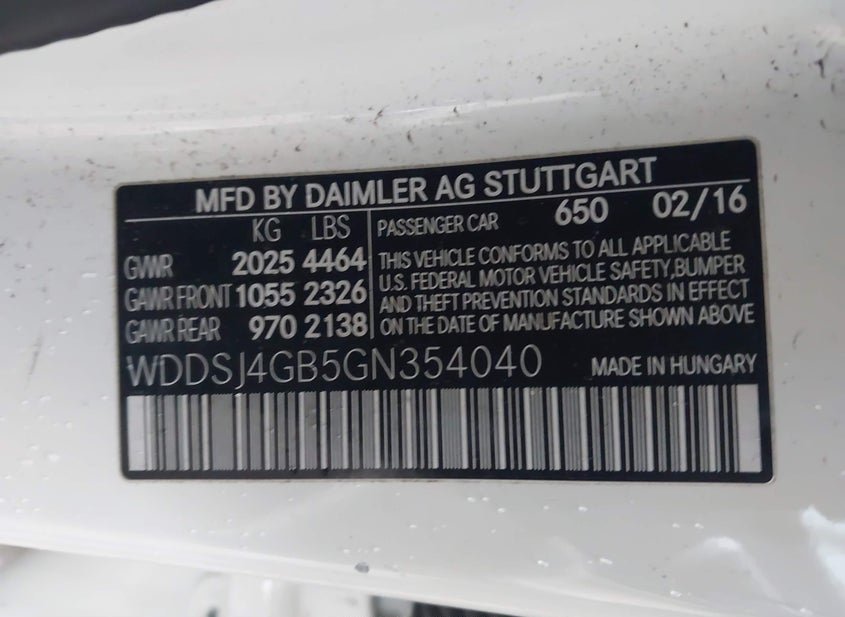 MFD BY DAIMLER AG STUTTGART
KG LBS
GVWR 2025 4464
GAWR FRONT 1055 2326
GAWR REAR 970 2138
PASSENGER CAR 650 02/16
THIS VEHICLE CONFORMS TO ALL APPLICABLE
U.S. FEDERAL MOTOR VEHICLE SAFETY,BUMPER
AND THEFT PREVENTION STANDARDS IN EFFECT
ON THE DATE OF MANUFACTURE SHOWN ABOVE
WDDSJ4GB5GN354040 MADE IN HUNGARY